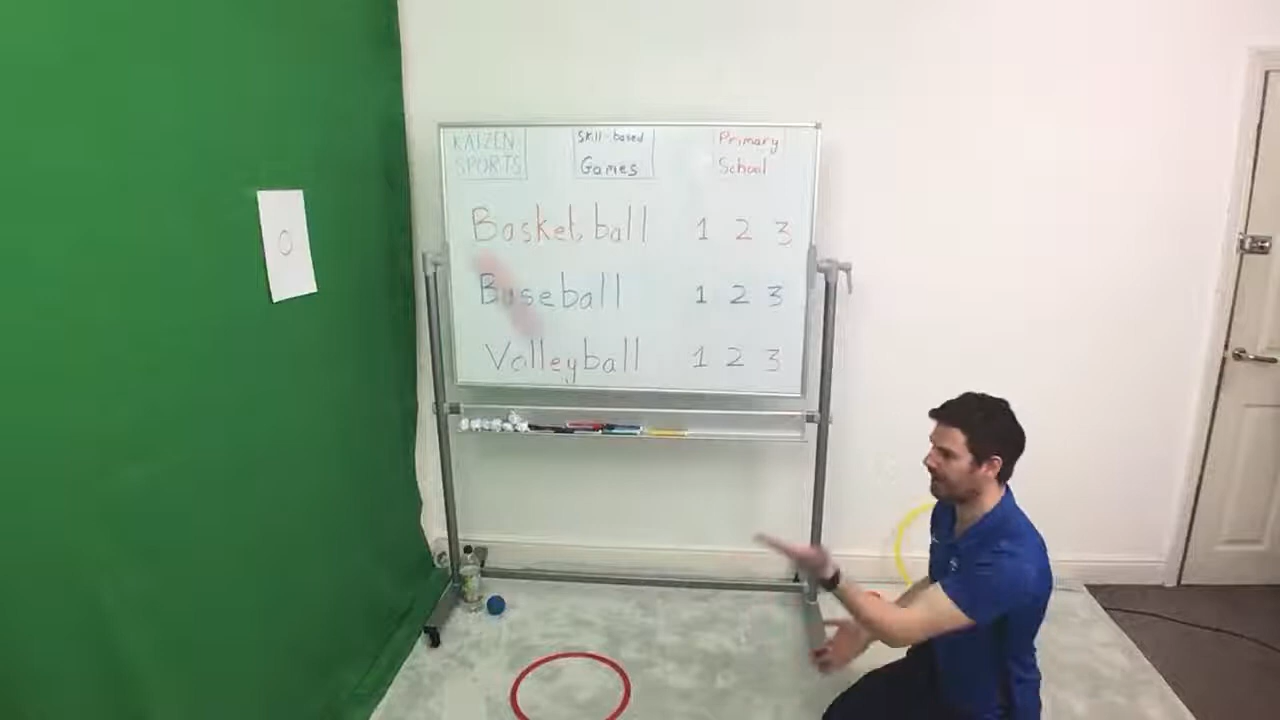 KAIZEN
SPORTS
Skill-based
Games
Primary
School
Basketball 1 2 3
Baseball 1 2 3
Volleyball 1 2 3
0